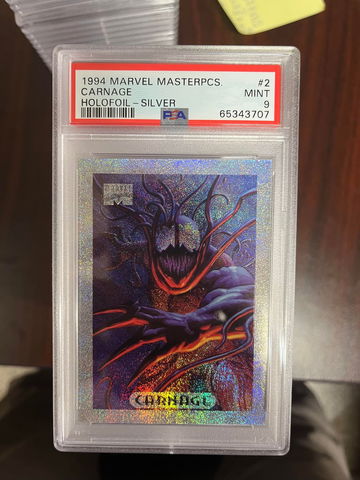 1994 MARVEL MASTERPCS. #2
CARNAGE MINT
HOLOFOIL - SILVER 9
PSA 65343707
CARNAGE